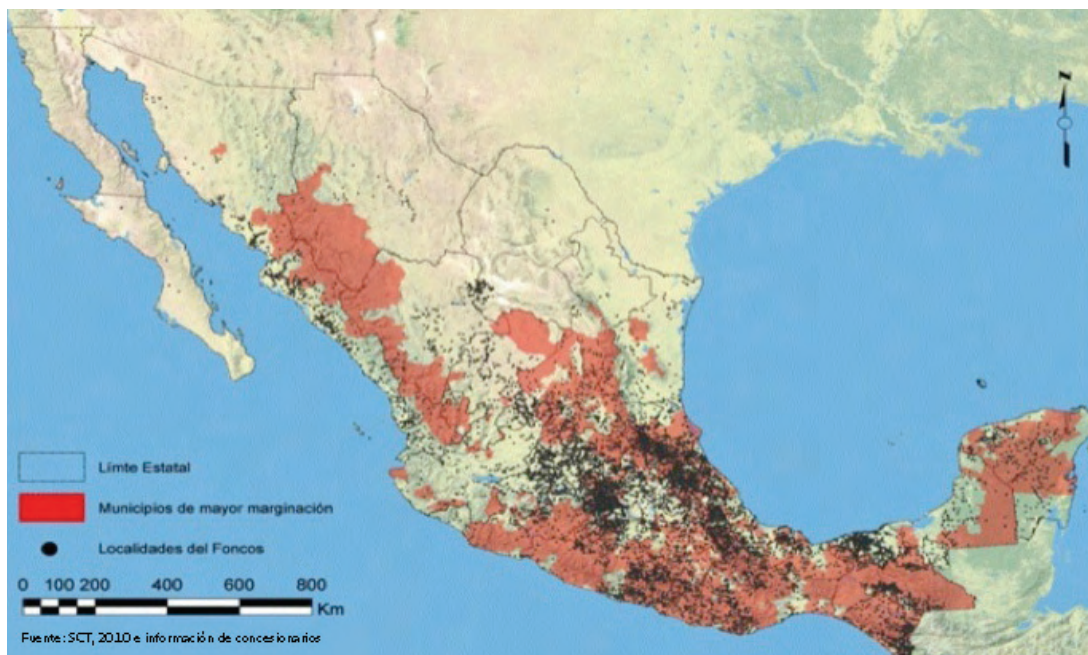 N
Límte Estatal
Municipios de mayor marginación
Localidades del Foncos
0 100 200 400 600 800
Km
Fuente: SCT, 2010 e información de concesionarios